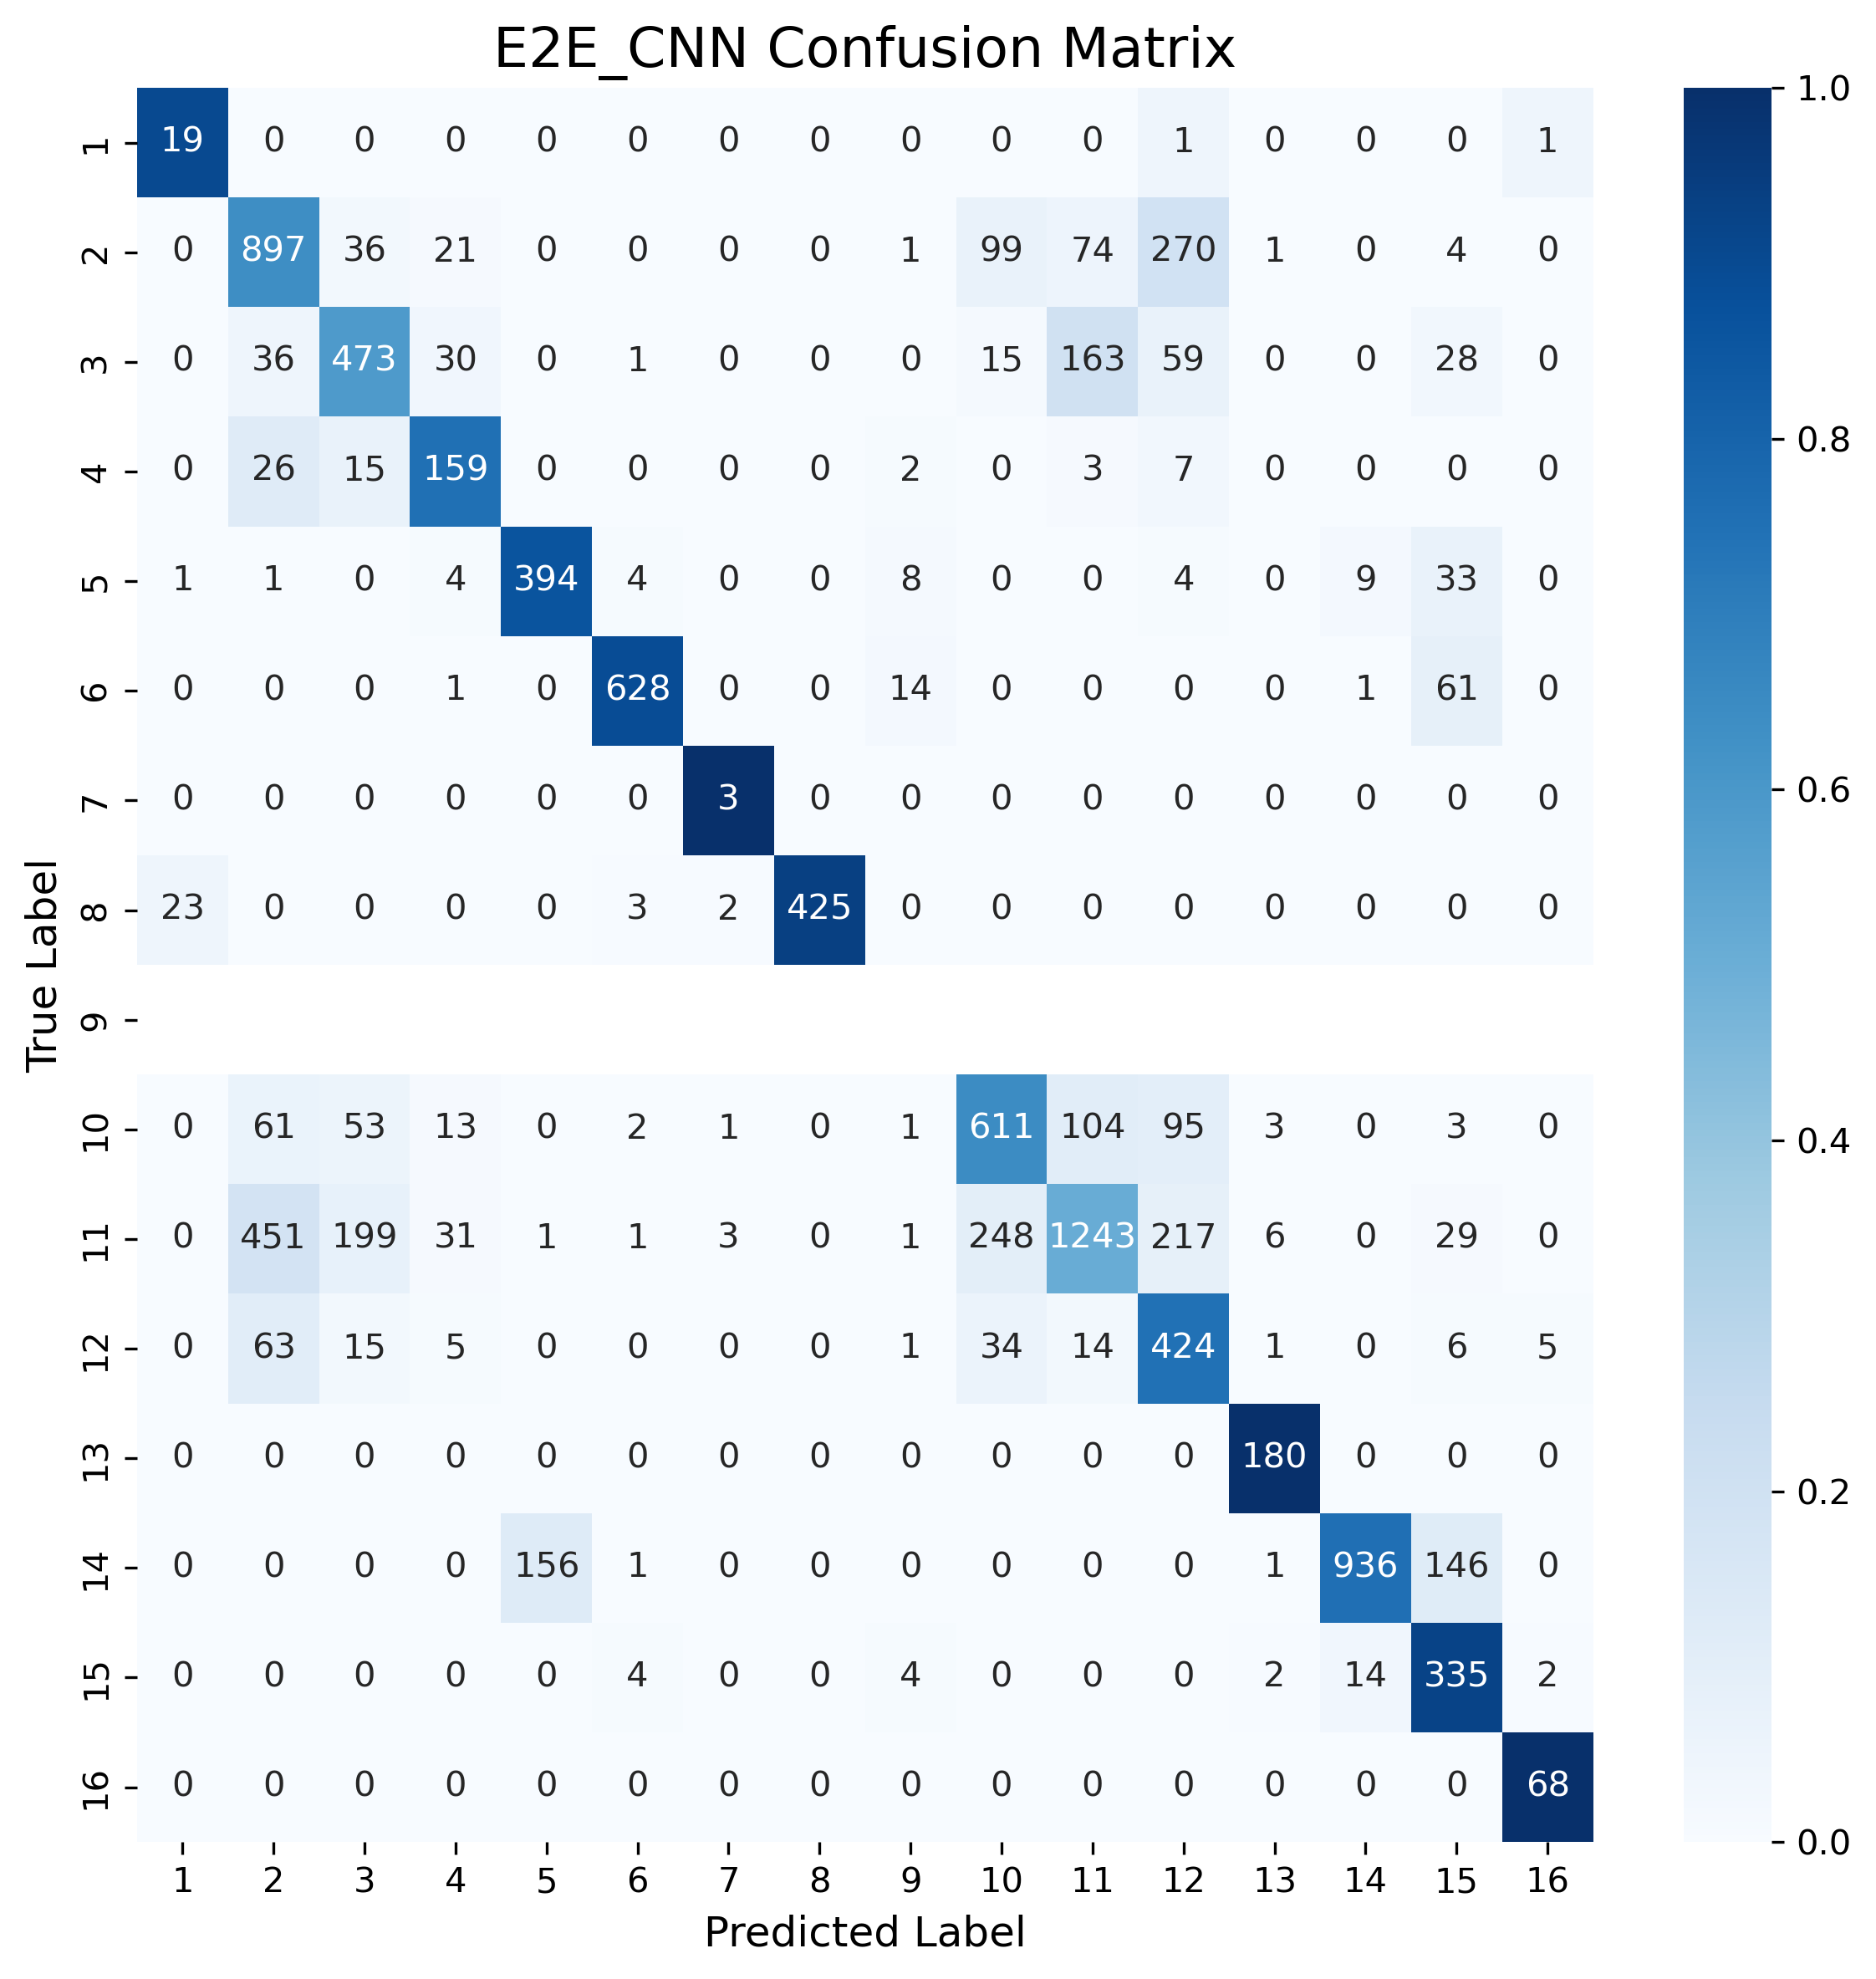 E2E_CNN Confusion Matrix
1 19 0 0 0 0 0 0 0 0 0 0 1 0 0 0 1
2 0 897 36 21 0 0 0 0 1 99 74 270 1 0 4 0
3 0 36 473 30 0 1 0 0 0 15 163 59 0 0 28 0
4 0 26 15 159 0 0 0 0 2 0 3 7 0 0 0 0
5 1 1 0 4 394 4 0 0 8 0 0 4 0 9 33 0
6 0 0 0 1 0 628 0 0 14 0 0 0 0 1 61 0
7 0 0 0 0 0 0 3 0 0 0 0 0 0 0 0 0
8 23 0 0 0 0 3 2 425 0 0 0 0 0 0 0 0
9
10 0 61 53 13 0 2 1 0 1 611 104 95 3 0 3 0
11 0 451 199 31 1 1 3 0 1 248 1243 217 6 0 29 0
12 0 63 15 5 0 0 0 0 1 34 14 424 1 0 6 5
13 0 0 0 0 0 0 0 0 0 0 0 0 180 0 0 0
14 0 0 0 0 156 1 0 0 0 0 0 0 1 936 146 0
15 0 0 0 0 0 4 0 0 4 0 0 0 2 14 335 2
16 0 0 0 0 0 0 0 0 0 0 0 0 0 0 0 68
1 2 3 4 5 6 7 8 9 10 11 12 13 14 15 16
Predicted Label
True Label
1.0
0.8
0.6
0.4
0.2
0.0